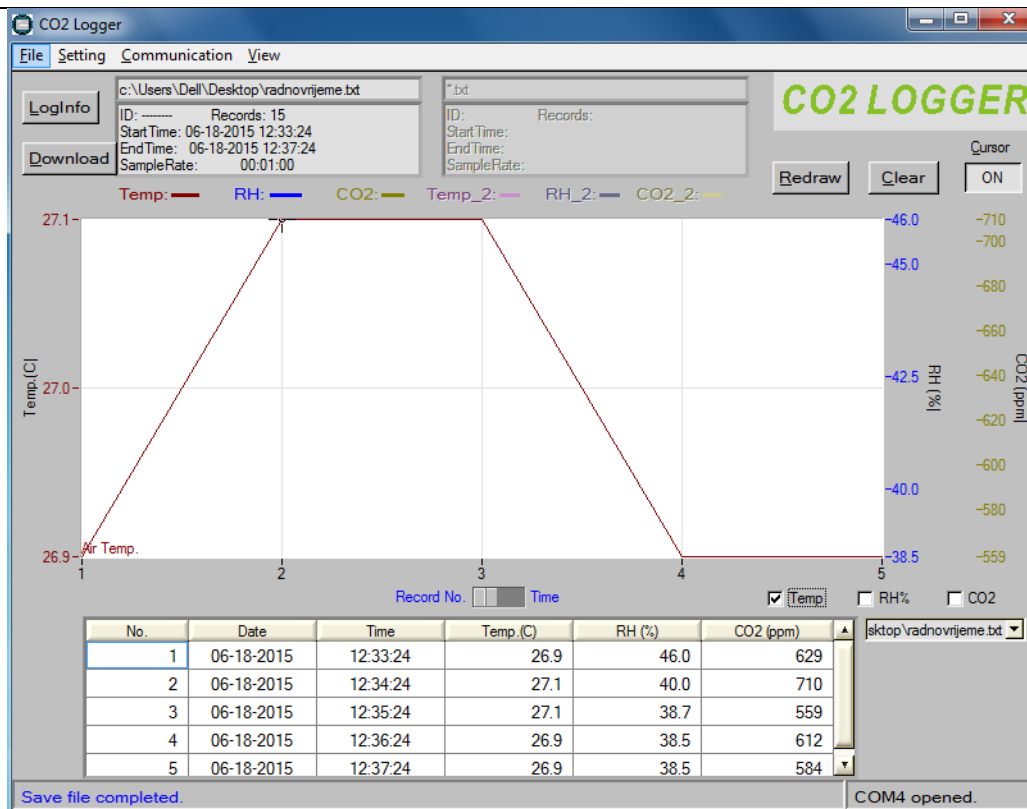 CO2 Logger
File Setting Communication View
LogInfo
Download
c:\Users\Dell\Desktop\radnovrijeme.txt
ID: -------- Records: 15
StartTime: 06-18-2015 12:33:24
EndTime: 06-18-2015 12:37:24
SampleRate: 00:01:00
*.txt
ID: Records:
StartTime:
EndTime:
SampleRate:
CO2 LOGGER
Cursor
Redraw Clear ON
Temp: RH: CO2: Temp_2: RH_2: CO2_2:
27.1
27.0
26.9
Temp.(C|
Air Temp.
46.0
45.0
42.5
40.0
38.5
RH (%|
710
700
680
660
640
620
600
580
559
CO2 (ppm|
1 2 3 4 5
Record No. Time
Temp RH% CO2
No. Date Time Temp.(C) RH (%) CO2 (ppm)
1 06-18-2015 12:33:24 26.9 46.0 629
2 06-18-2015 12:34:24 27.1 40.0 710
3 06-18-2015 12:35:24 27.1 38.7 559
4 06-18-2015 12:36:24 26.9 38.5 612
5 06-18-2015 12:37:24 26.9 38.5 584
sktop\radnovrijeme.txt
Save file completed.
COM4 opened.